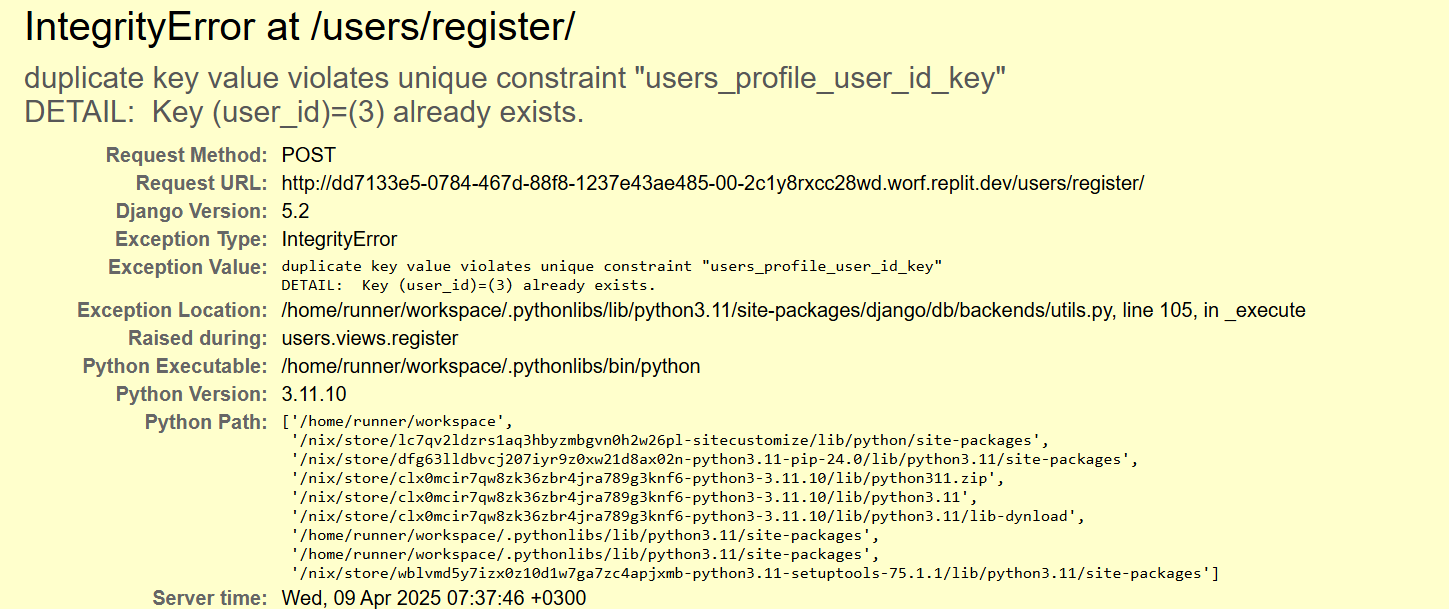 IntegrityError at /users/register/
duplicate key value violates unique constraint "users_profile_user_id_key"
DETAIL:  Key (user_id)=(3) already exists.
Request Method: POST
Request URL: http://dd7133e5-0784-467d-88f8-1237e43ae485-00-2c1y8rxcc28wd.worf.replit.dev/users/register/
Django Version: 5.2
Exception Type: IntegrityError
Exception Value: duplicate key value violates unique constraint "users_profile_user_id_key"
DETAIL:  Key (user_id)=(3) already exists.
Exception Location: /home/runner/workspace/.pythonlibs/lib/python3.11/site-packages/django/db/backends/utils.py, line 105, in _execute
Raised during: users.views.register
Python Executable: /home/runner/workspace/.pythonlibs/bin/python
Python Version: 3.11.10
Python Path: ['/home/runner/workspace',
'/nix/store/lc7qv2ldzrs1aq3hbyzmbgvn0h2w26pl-sitecustomize/lib/python/site-packages',
'/nix/store/dfg63lldbvcj207iyr9z0xw21d8ax02n-python3.11-pip-24.0/lib/python3.11/site-packages',
'/nix/store/clx0mcir7qw8zk36zbr4jra789g3knf6-python3-3.11.10/lib/python311.zip',
'/nix/store/clx0mcir7qw8zk36zbr4jra789g3knf6-python3-3.11.10/lib/python3.11',
'/nix/store/clx0mcir7qw8zk36zbr4jra789g3knf6-python3-3.11.10/lib/python3.11/lib-dynload',
'/home/runner/workspace/.pythonlibs/lib/python3.11/site-packages',
'/home/runner/workspace/.pythonlibs/lib/python3.11/site-packages',
'/nix/store/wblvmd5y7izx0z10d1w7ga7zc4apjxmb-python3.11-setuptools-75.1.1/lib/python3.11/site-packages']
Server time: Wed, 09 Apr 2025 07:37:46 +0300